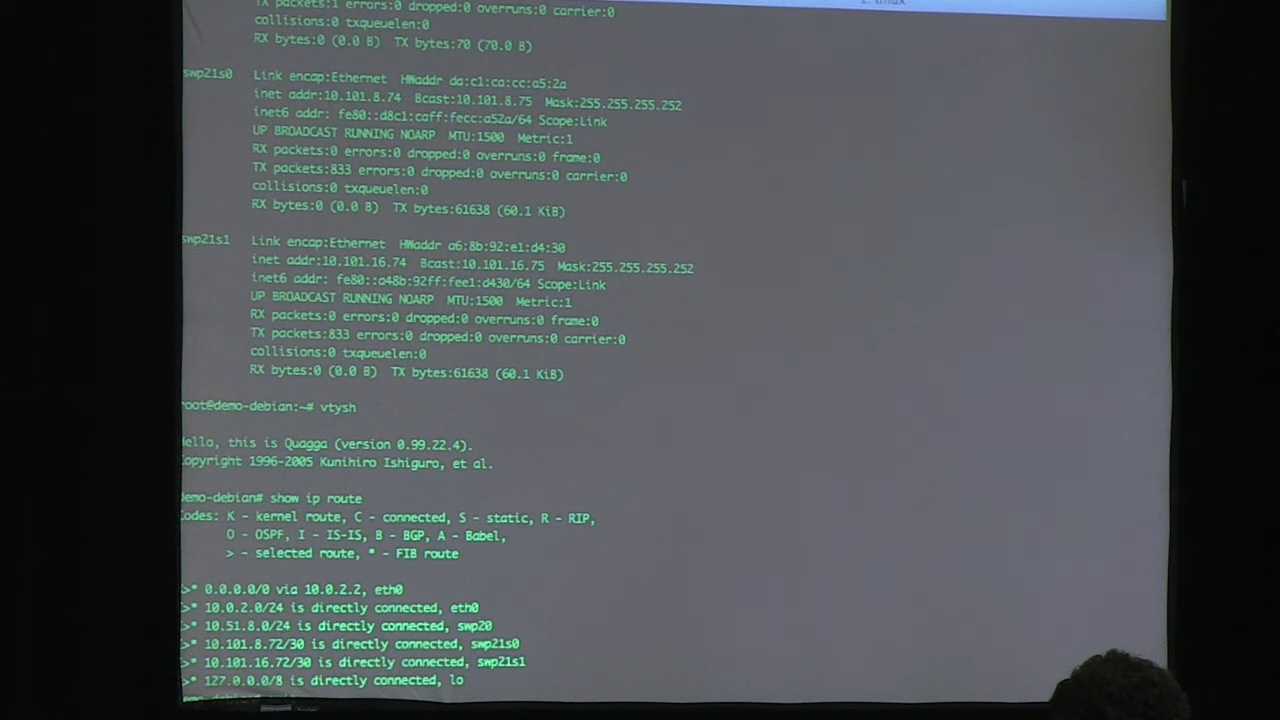 TX packets:1 errors:0 dropped:0 overruns:0 carrier:0
collisions:0 txqueuelen:0
RX bytes:0 (0.0 B)  TX bytes:70 (70.0 B)
swp21s0 Link encap:Ethernet  HWaddr da:c1:ca:cc:a5:2a
inet addr:10.101.8.74  Bcast:10.101.8.75  Mask:255.255.255.252
inet6 addr: fe80::d8c1:caff:fecc:a52a/64 Scope:Link
UP BROADCAST RUNNING NOARP  MTU:1500  Metric:1
RX packets:0 errors:0 dropped:0 overruns:0 frame:0
TX packets:833 errors:0 dropped:0 overruns:0 carrier:0
collisions:0 txqueuelen:0
RX bytes:0 (0.0 B)  TX bytes:61638 (60.1 KiB)
swp21s1 Link encap:Ethernet  HWaddr a6:8b:92:e1:d4:30
inet addr:10.101.16.74  Bcast:10.101.16.75  Mask:255.255.255.252
inet6 addr: fe80::a48b:92ff:fee1:d430/64 Scope:Link
UP BROADCAST RUNNING NOARP  MTU:1500  Metric:1
RX packets:0 errors:0 dropped:0 overruns:0 frame:0
TX packets:833 errors:0 dropped:0 overruns:0 carrier:0
collisions:0 txqueuelen:0
RX bytes:0 (0.0 B)  TX bytes:61638 (60.1 KiB)
root@demo-debian:~# vtysh
Hello, this is Quagga (version 0.99.22.4).
Copyright 1996-2005 Kunihiro Ishiguro, et al.
demo-debian# show ip route
Codes: K - kernel route, C - connected, S - static, R - RIP,
O - OSPF, I - IS-IS, B - BGP, A - Babel,
> - selected route, * - FIB route
>* 0.0.0.0/0 via 10.0.2.2, eth0
>* 10.0.2.0/24 is directly connected, eth0
>* 10.51.8.0/24 is directly connected, swp20
>* 10.101.8.72/30 is directly connected, swp21s0
>* 10.101.16.72/30 is directly connected, swp21s1
>* 127.0.0.0/8 is directly connected, lo